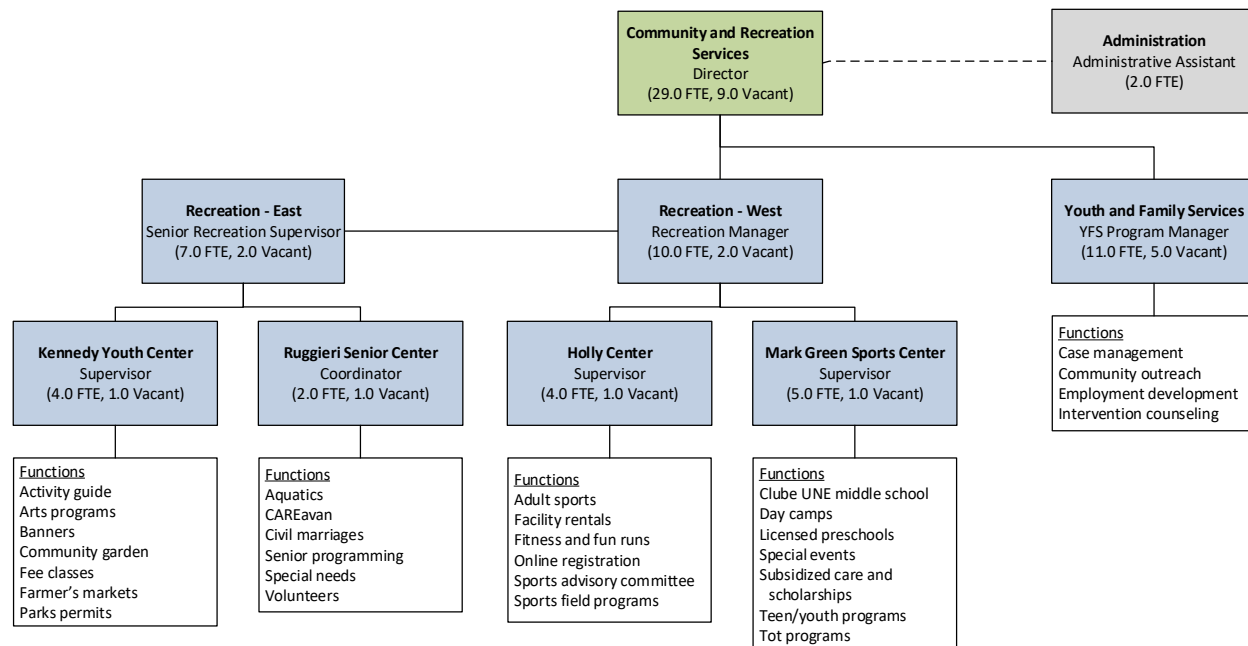 Community and Recreation
Services
Director
(29.0 FTE, 9.0 Vacant)
Administration
Administrative Assistant
(2.0 FTE)
Recreation - East
Senior Recreation Supervisor
(7.0 FTE, 2.0 Vacant)
Recreation - West
Recreation Manager
(10.0 FTE, 2.0 Vacant)
Youth and Family Services
YFS Program Manager
(11.0 FTE, 5.0 Vacant)
Kennedy Youth Center
Supervisor
(4.0 FTE, 1.0 Vacant)
Ruggieri Senior Center
Coordinator
(2.0 FTE, 1.0 Vacant)
Holly Center
Supervisor
(4.0 FTE, 1.0 Vacant)
Mark Green Sports Center
Supervisor
(5.0 FTE, 1.0 Vacant)
Functions
Case management
Community outreach
Employment development
Intervention counseling
Functions
Activity guide
Arts programs
Banners
Community garden
Fee classes
Farmer's markets
Parks permits
Functions
Aquatics
CAREavan
Civil marriages
Senior programming
Special needs
Volunteers
Functions
Adult sports
Facility rentals
Fitness and fun runs
Online registration
Sports advisory committee
Sports field programs
Functions
Clube UNE middle school
Day camps
Licensed preschools
Special events
Subsidized care and
scholarships
Teen/youth programs
Tot programs